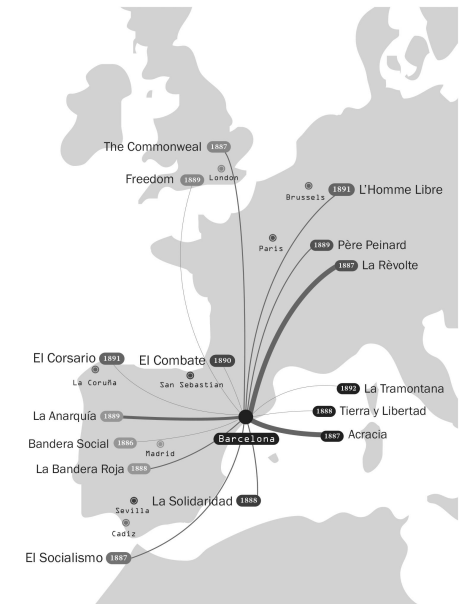 The Commonweal 1887
London
Freedom 1889
Brussels
1891 L'Homme Libre
Paris
1889 Père Peinard
1887 La Rèvolte
El Corsario 1891
El Combate 1890
La Coruña
San Sebastian
1892 La Tramontana
La Anarquía 1889
1888 Tierra y Libertad
1887 Acracia
Barcelona
Bandera Social 1886
Madrid
La Bandera Roja 1888
La Solidaridad 1888
Sevilla
Cadiz
El Socialismo 1887